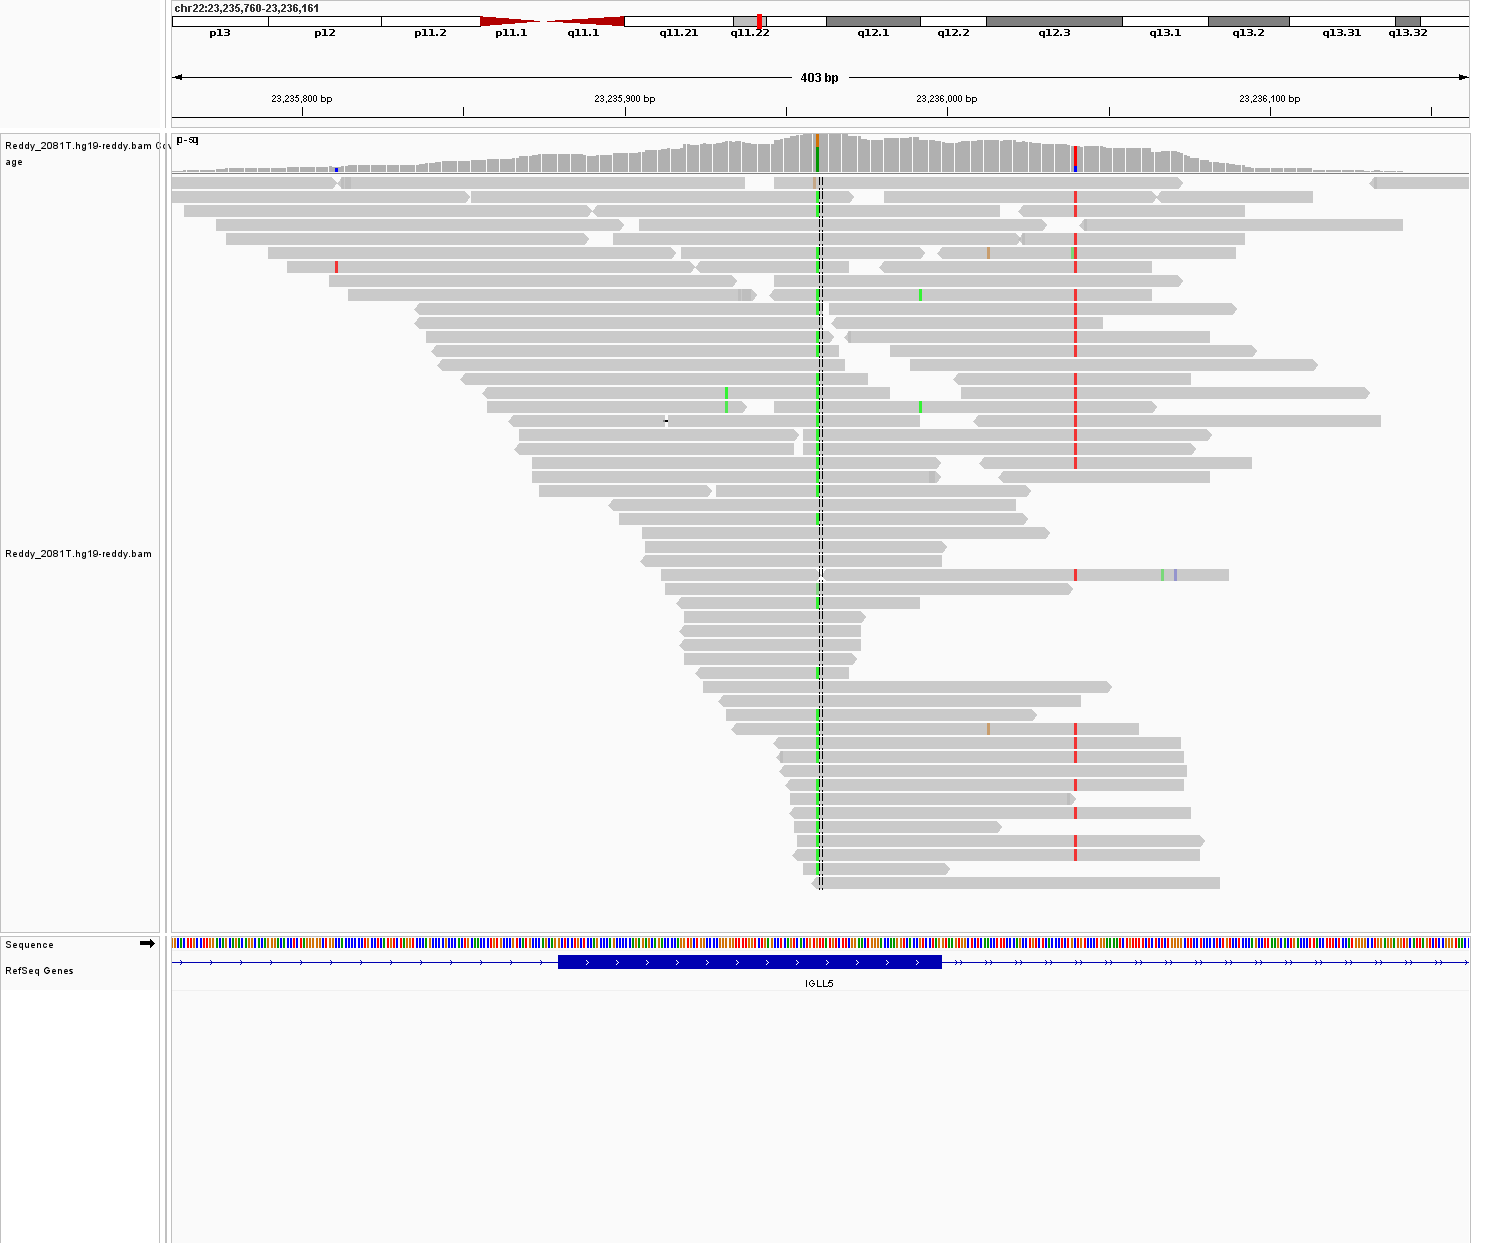 chr22:23,235,760-23,236,161
p13 p12 p11.2 p11.1 q11.1 q11.21 q11.22 q12.1 q12.2 q12.3 q13.1 q13.2 q13.31 q13.32
403 bp
23,235,800 bp 23,235,900 bp 23,236,000 bp 23,236,100 bp
Reddy_2081T.hg19-reddy.bam Cov
age
Reddy_2081T.hg19-reddy.bam
Sequence
RefSeq Genes
IGLL5